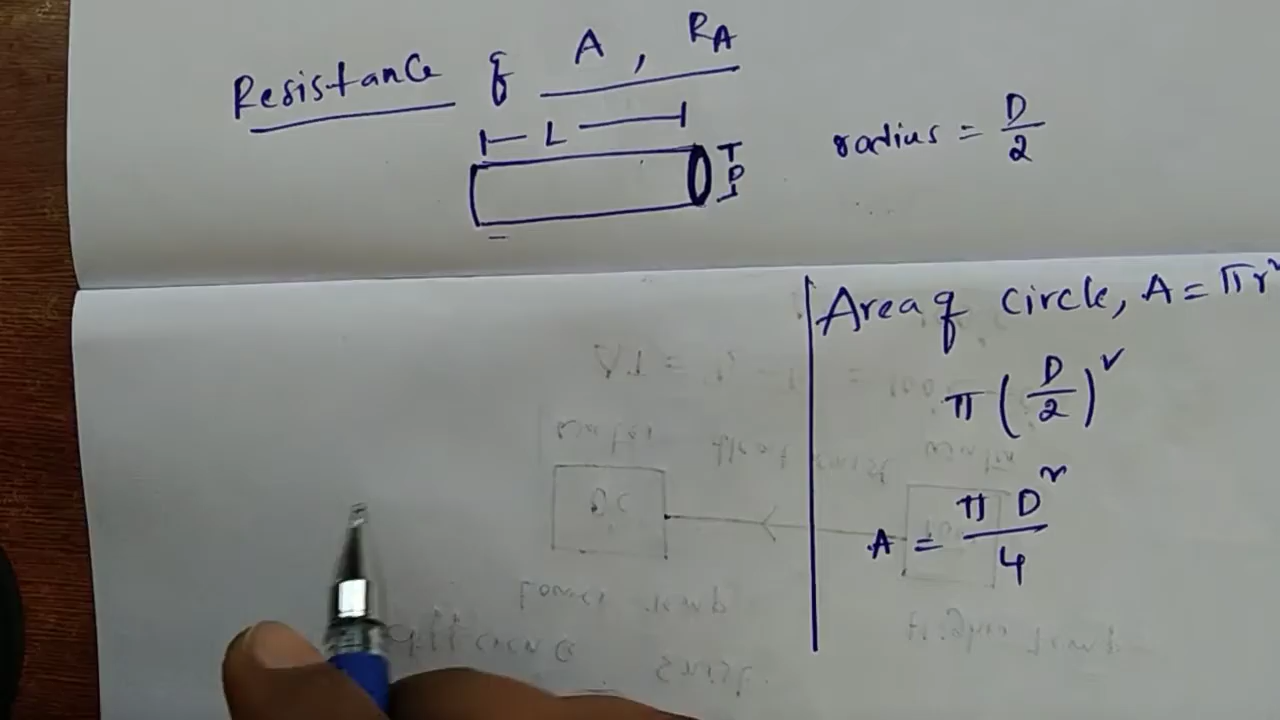 Resistance of A, RA
L
D
radius = D/2
Area of circle, A = πr²
π(D/2)²
A = πD²/4